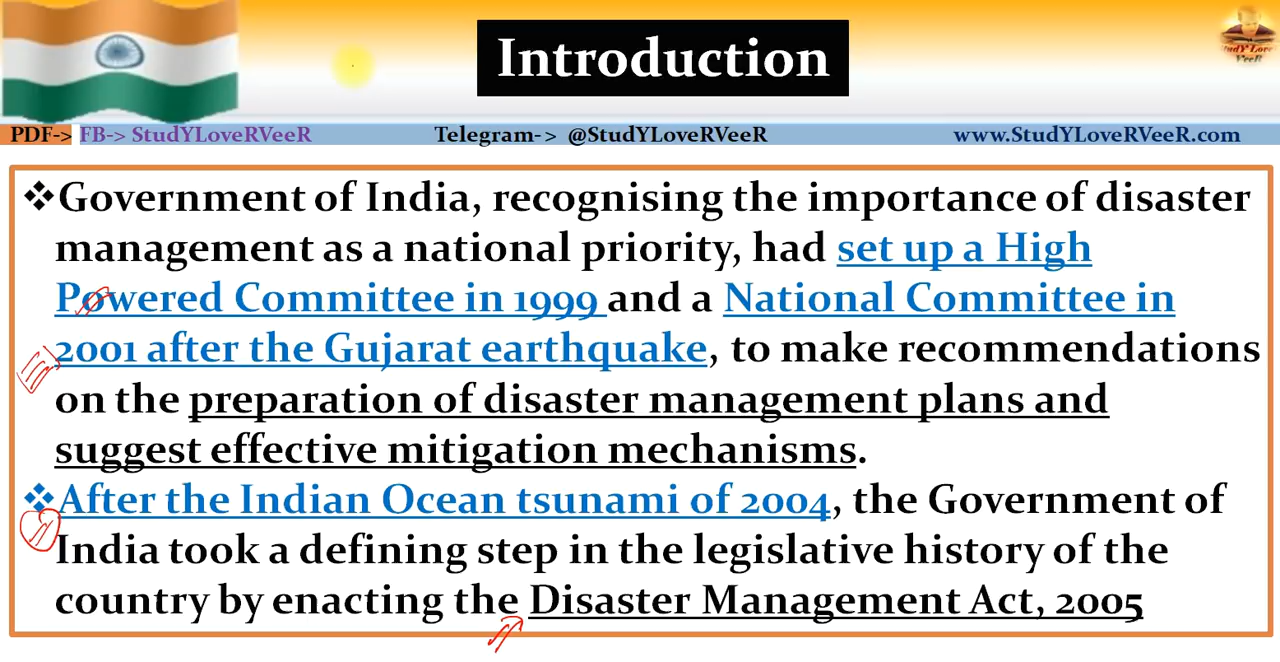 Introduction
StudY Love
VeeR
PDF-> FB-> StudYLoveRVeeR Telegram-> @StudYLoveRVeeR www.StudYLoveRVeeR.com
❖Government of India, recognising the importance of disaster
management as a national priority, had set up a High
Powered Committee in 1999 and a National Committee in
2001 after the Gujarat earthquake, to make recommendations
on the preparation of disaster management plans and
suggest effective mitigation mechanisms.
❖After the Indian Ocean tsunami of 2004, the Government of
India took a defining step in the legislative history of the
country by enacting the Disaster Management Act, 2005